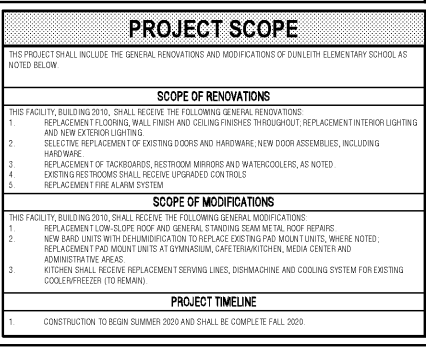 PROJECT SCOPE
THIS PROJECT SHALL INCLUDE THE GENERAL RENOVATIONS AND MODIFICATIONS OF DUNLEITH ELEMENTARY SCHOOL AS
NOTED BELOW.
SCOPE OF RENOVATIONS
THIS FACILITY, BUILDING 2010, SHALL RECEIVE THE FOLLOWING GENERAL RENOVATIONS:
1. REPLACEMENT FLOORING, WALL FINISH AND CEILING FINISHES THROUGHOUT; REPLACEMENT INTERIOR LIGHTING
AND NEW EXTERIOR LIGHTING.
2. SELECTIVE REPLACEMENT OF EXISTING DOORS AND HARDWARE; NEW DOOR ASSEMBLIES, INCLUDING
HARDWARE.
3. REPLACEMENT OF TACKBOARDS, RESTROOM MIRRORS AND WATERCOOLERS, AS NOTED.
4. EXISTING RESTROOMS SHALL RECEIVE UPGRADED CONTROLS
5. REPLACEMENT FIRE ALARM SYSTEM
SCOPE OF MODIFICATIONS
THIS FACILITY, BUILDING 2010, SHALL RECEIVE THE FOLLOWING GENERAL MODIFICATIONS:
1. REPLACEMENT LOW-SLOPE ROOF AND GENERAL STANDING SEAM METAL ROOF REPAIRS.
2. NEW BARD UNITS WITH DEHUMIDIFICATION TO REPLACE EXISTING PAD MOUNT UNITS, WHERE NOTED;
REPLACEMENT PAD MOUNT UNITS AT GYMNASIUM, CAFETERIA/KITCHEN, MEDIA CENTER AND
ADMINISTRATIVE AREAS.
3. KITCHEN SHALL RECEIVE REPLACEMENT SERVING LINES, DISHMACHINE AND COOLING SYSTEM FOR EXISTING
COOLER/FREEZER (TO REMAIN).
PROJECT TIMELINE
1. CONSTRUCTION TO BEGIN SUMMER 2020 AND SHALL BE COMPLETE FALL 2020.